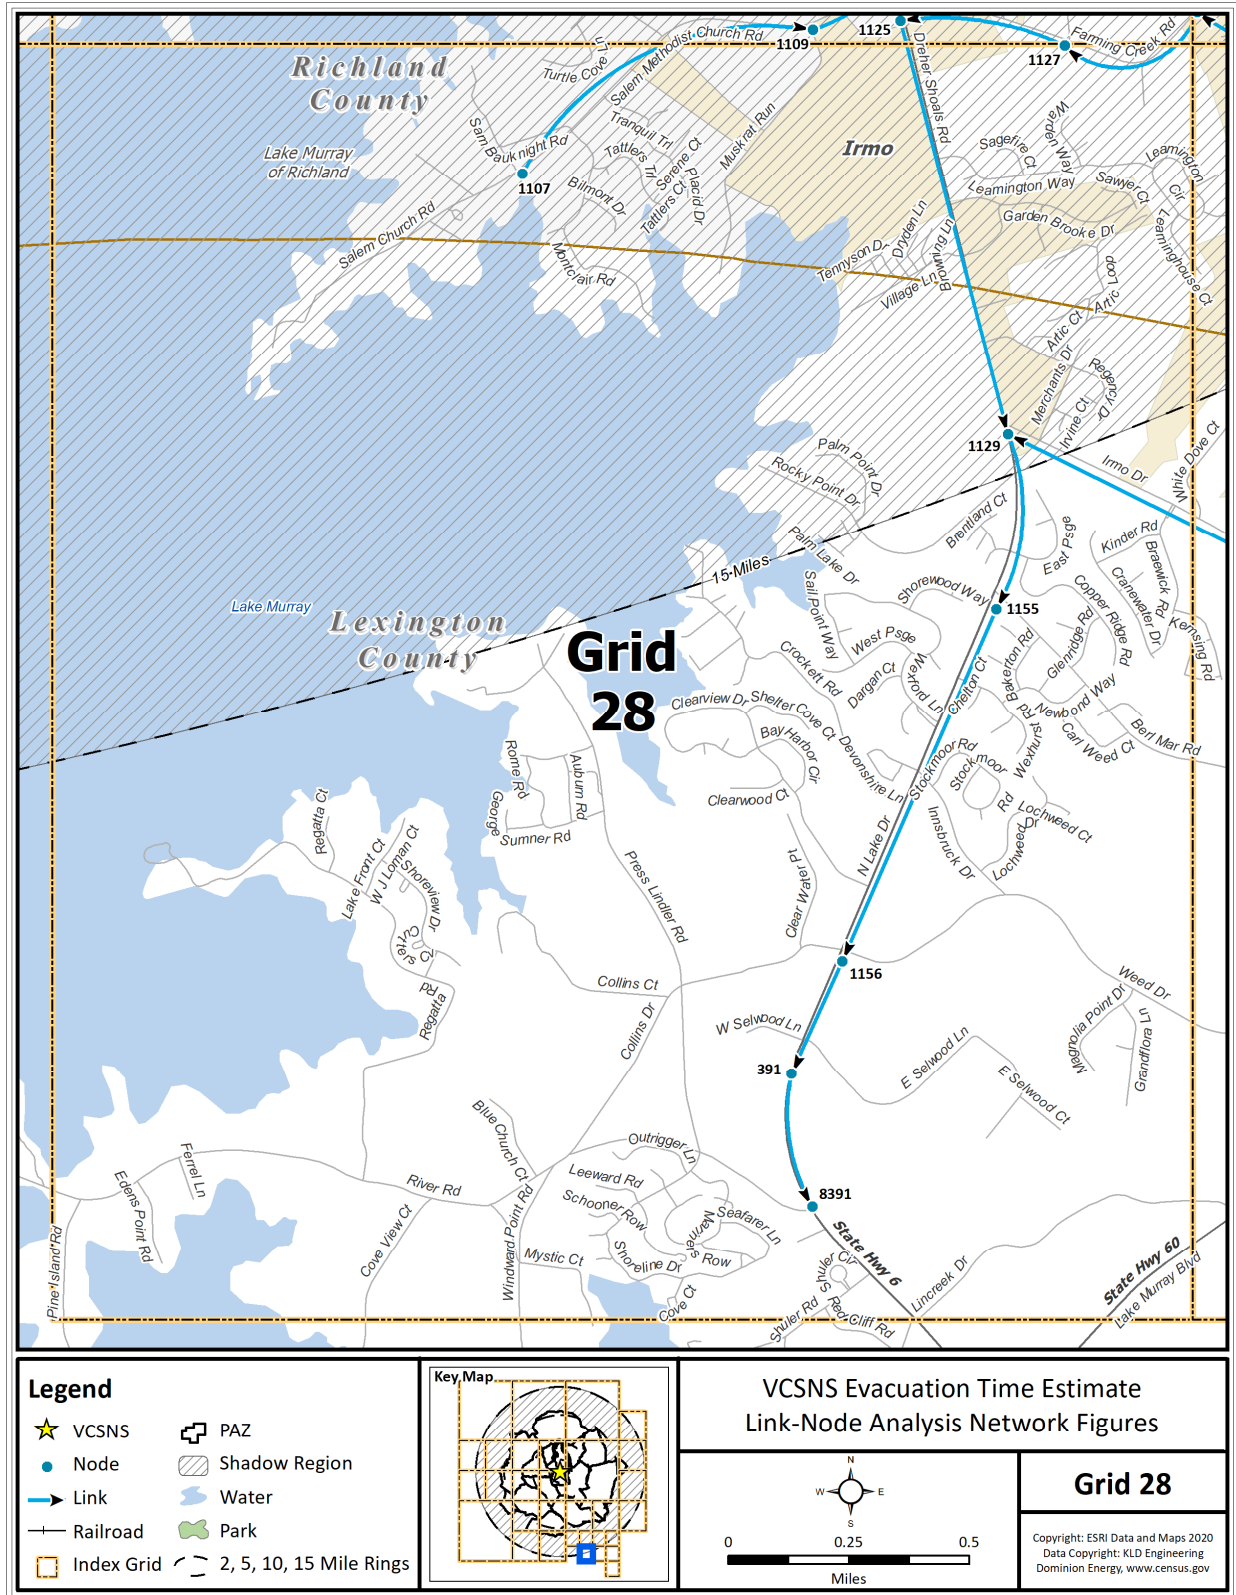 1109
1125
1127
Farming Creek Rd
Salem Methodist Church Rd
Turtle Cove Ln
Richland
County
Dreher Shoals Rd
Lake Murray
of Richland
Sam Bauknight Rd
1107
Tranquil Trl
Tattlers Trl
Serene Ct
Tattlers Ct
Placid Dr
Muskrat Run
Bilmont Dr
Irmo
Warden Way
Sagefire Ct
Leamington Way
Sawyer Ct
Leamington
Cir
Garden Brooke Dr
Leaminghouse Ct
Salem Church Rd
Montclair Rd
Tennyson Dr
Dryden Ln
Browning Ln
Village Ln
Artic
Loop
Artic Ct
Merchants Dr
Regency Dr
Irvine Ct
1129
Irmo Dr
White Dove Ct
Palm Point Dr
Rocky Point Dr
Brentland Ct
East Psge
Kinder Rd
Braewick Rd
Cranewater Dr
Kensing Rd
Copper Ridge Rd
Glenridge Rd
15 Miles
Palm Lake Dr
Sail Point Way
Shorewood Way
1155
Lake Murray
Lexington
County
Grid
28
West Psge
Crockett Rd
Dargan Ct
Wexford Ln
Chelton Ct
Bakerton Rd
Newbond Way
Carl Weed Ct
Berl Mar Rd
Wexhurst Rd
Clearview Dr
Shelter Cove Ct
Bay Harbor Cir
Devonshire Ln
Stockmoor Rd
Stockmoor
Rd
Lochweed Ct
Lochweed
Dr
Innsbruck Dr
Clearwood Ct
Rome Rd
George
Auburn Rd
Sumner Rd
Regatta Ct
Lake Front Ct
W J Loman Ct
Shoreview Dr
Cutters Ct
Regatta
Rd
Press Lindler Rd
N Lake Dr
Clear Water Pt
1156
Collins Ct
Collins Dr
W Selwood Ln
391
E Selwood Ln
E Selwood Ct
Weed Dr
Magnolia Point Dr
Grandflora Ln
Blue Church Ct
Outrigger Ln
Leeward Rd
Schooner Row
Mariners Row
Seafarer Ln
Shoreline Dr
Mystic Ct
Windward Point Rd
Cove Ct
Ferrel Ln
Edens Point Rd
River Rd
Cove View Ct
Pine Island Rd
8391
State Hwy 6
Shuler Cir
Shuler Rd
S Red Cliff Rd
Lincreek Dr
State Hwy 60
Lake Murray Blvd
Legend
VCSNS
PAZ
Node
Shadow Region
Link
Water
Railroad
Park
Index Grid
2, 5, 10, 15 Mile Rings
Key Map
VCSNS Evacuation Time Estimate
Link-Node Analysis Network Figures
N
W
E
S
0
0.25
0.5
Miles
Grid 28
Copyright: ESRI Data and Maps 2020
Data Copyright: KLD Engineering
Dominion Energy, www.census.gov